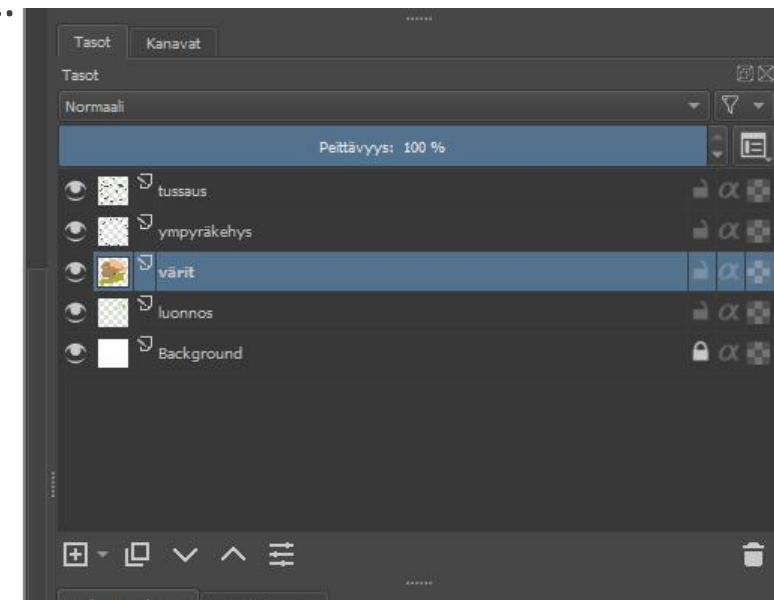 Tasot Kanavat
Tasot
Normaali
Peittävyys: 100 %
tussaus
ympyräkehys
värit
luonnos
Background